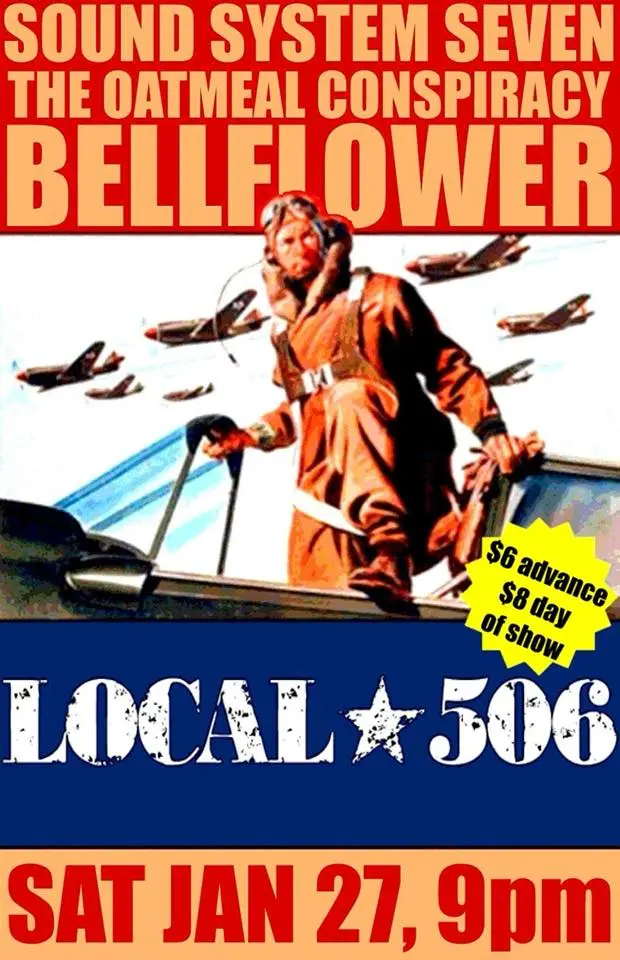 SOUND SYSTEM SEVEN
THE OATMEAL CONSPIRACY
BELLFLOWER
$6 advance
$8 day
of show
LOCAL★506
SAT JAN 27, 9pm